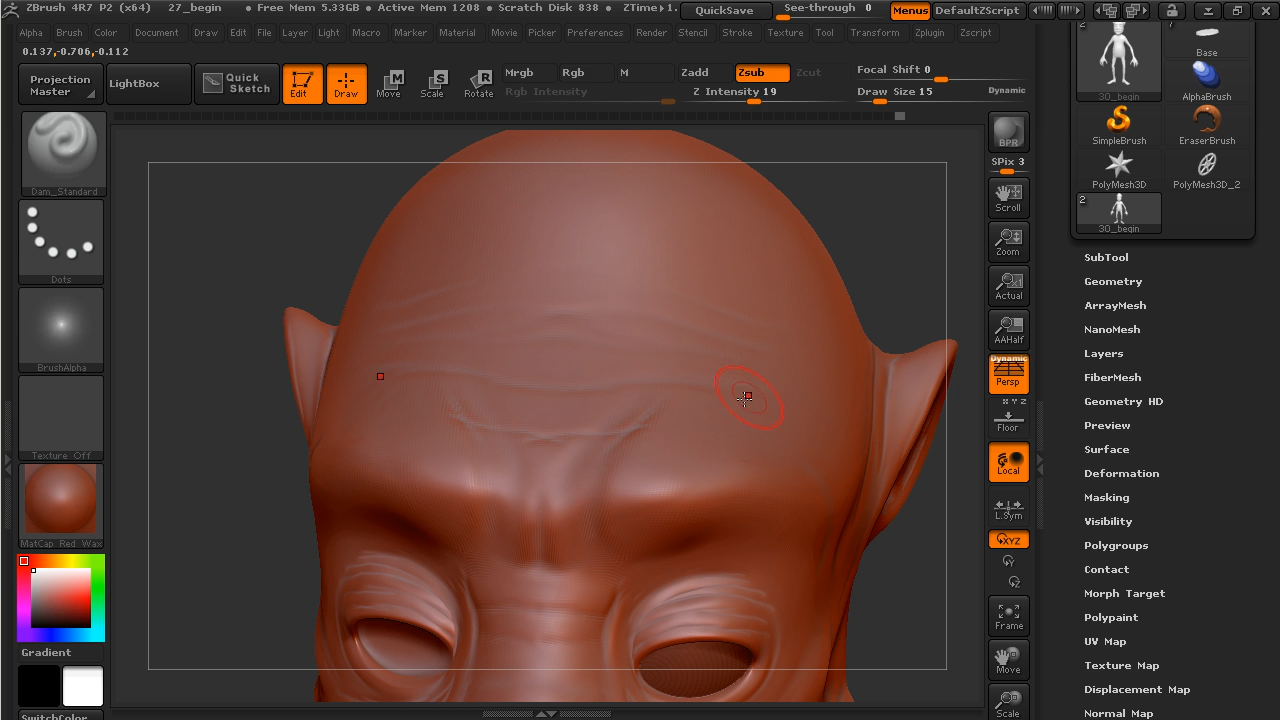 ZBrush 4R7 P2 (x64) 27_begin • Free Mem 5.33GB • Active Mem 1208 • Scratch Disk 838 • ZTime▶1. QuickSave See-through 0 Menus DefaultZScript
Alpha Brush Color Document Draw Edit File Layer Light Macro Marker Material Movie Picker Preferences Render Stencil Stroke Texture Tool Transform Zplugin Zscript
0.137,-0.706,-0.112
Projection Master
LightBox
Quick Sketch
Edit
Draw
Move
Scale
Rotate
Mrgb Rgb M
Rgb Intensity
Zadd Zsub Zcut
Z Intensity 19
Focal Shift 0
Draw Size 15
Dynamic
Dam_Standard
Dots
BrushAlpha
Texture Off
MatCap Red Wax
Gradient
SwitchColor
BPR
SPix 3
Scroll
Zoom
Actual
AAHalf
Dynamic
Persp
X Y Z
Floor
Local
L.Sym
XYZ
Y
Z
Frame
Move
Scale
2
3D_begin
7
Base
AlphaBrush
SimpleBrush
EraserBrush
PolyMesh3D
PolyMesh3D_2
2
3D_begin
SubTool
Geometry
ArrayMesh
NanoMesh
Layers
FiberMesh
Geometry HD
Preview
Surface
Deformation
Masking
Visibility
Polygroups
Contact
Morph Target
Polypaint
UV Map
Texture Map
Displacement Map
Normal Map